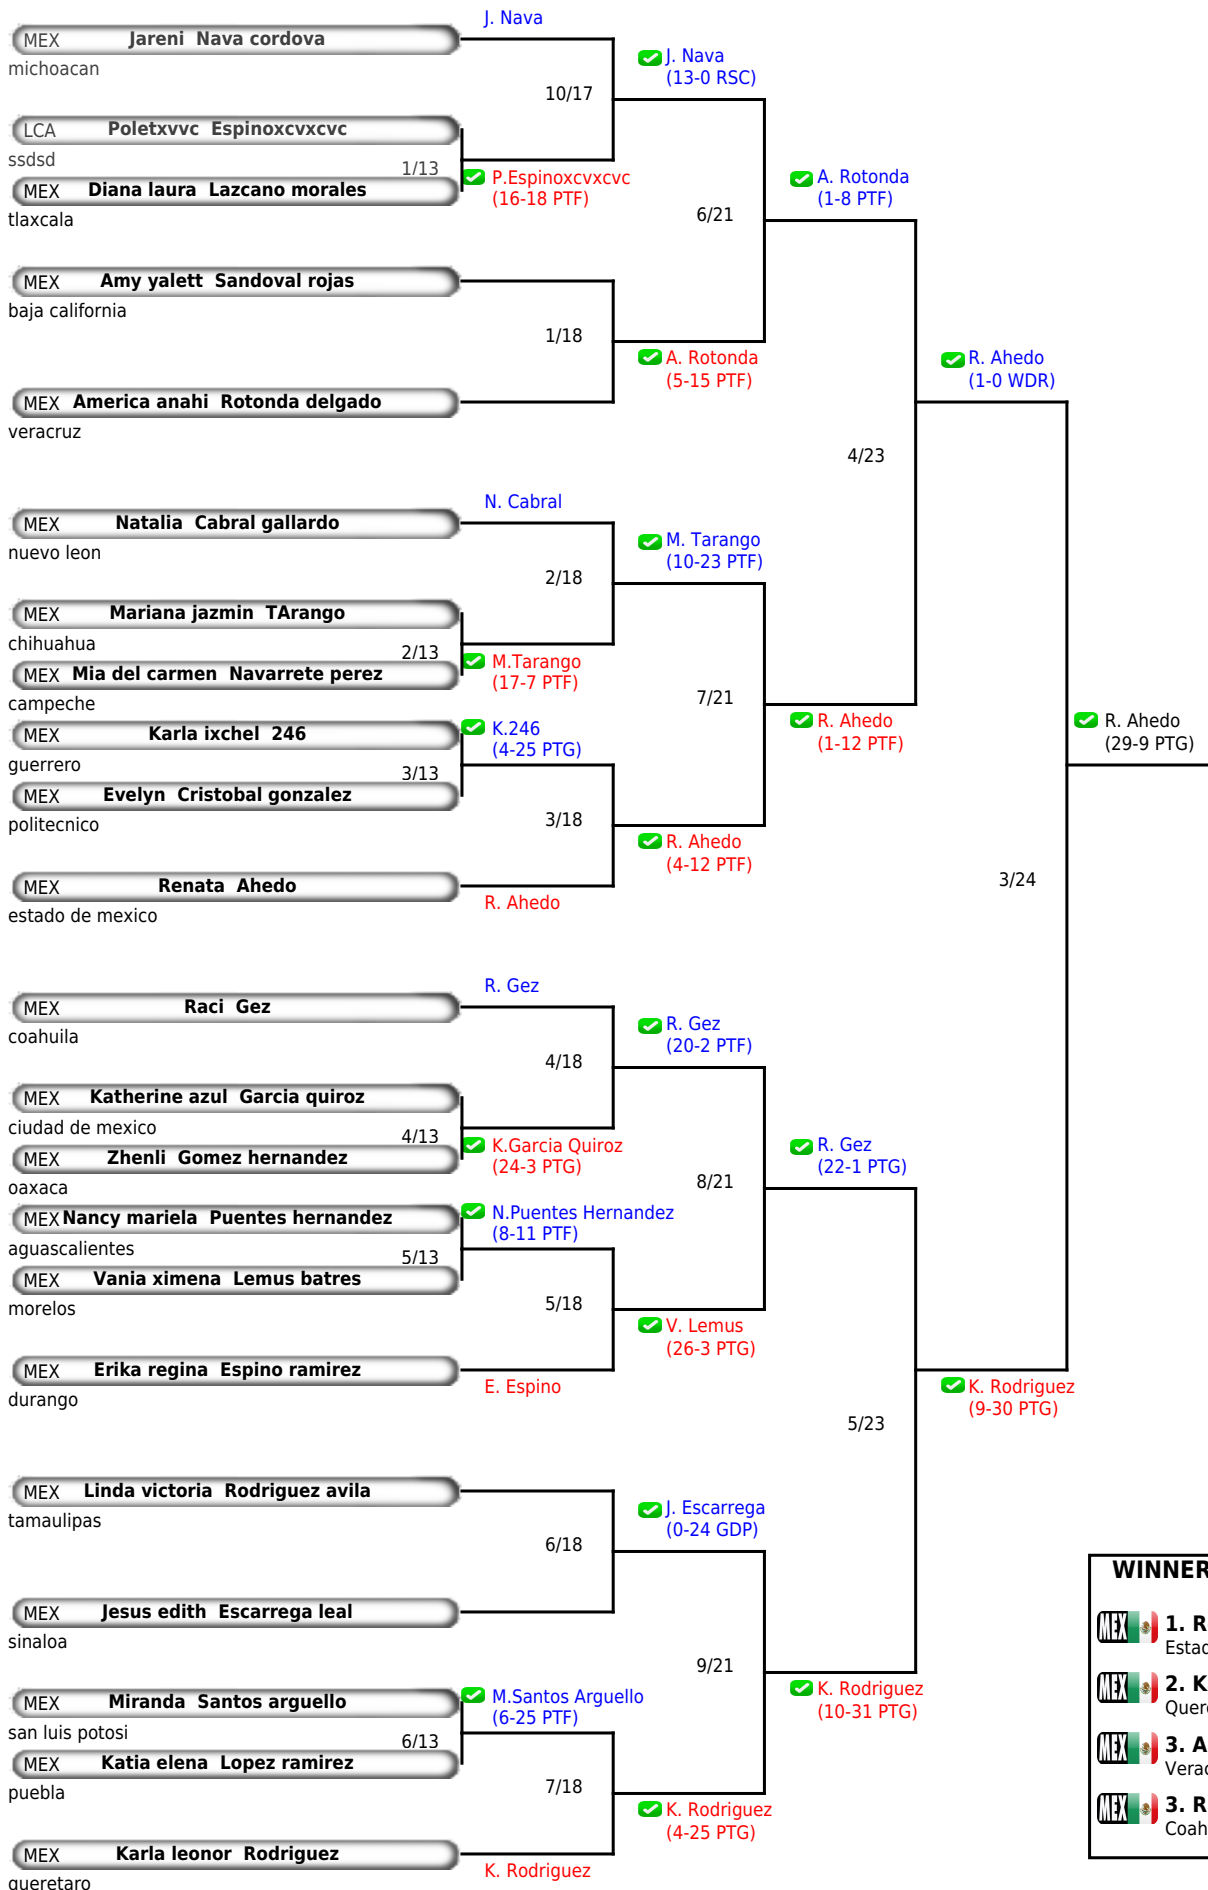 J. Nava
MEX Jareni Nava cordova
michoacan
J. Nava
(13-0 RSC)
10/17
LCA Poletxvvc Espinoxcvxcvc
ssdsd
1/13
MEX Diana laura Lazcano morales
tlaxcala
P.Espinoxcvxcvc
(16-18 PTF)
A. Rotonda
(1-8 PTF)
6/21
MEX Amy yalett Sandoval rojas
baja california
1/18
A. Rotonda
(5-15 PTF)
MEX America anahi Rotonda delgado
veracruz
R. Ahedo
(1-0 WDR)
4/23
N. Cabral
MEX Natalia Cabral gallardo
nuevo leon
M. Tarango
(10-23 PTF)
2/18
MEX Mariana jazmin TArango
chihuahua
2/13
MEX Mia del carmen Navarrete perez
campeche
M.Tarango
(17-7 PTF)
7/21
MEX Karla ixchel 246
guerrero
K.246
(4-25 PTG)
R. Ahedo
(1-12 PTF)
R. Ahedo
(29-9 PTG)
3/13
MEX Evelyn Cristobal gonzalez
politecnico
3/18
R. Ahedo
(4-12 PTF)
MEX Renata Ahedo
estado de mexico
R. Ahedo
3/24
R. Gez
MEX Raci Gez
coahuila
R. Gez
(20-2 PTF)
4/18
MEX Katherine azul Garcia quiroz
ciudad de mexico
4/13
MEX Zhenli Gomez hernandez
oaxaca
K.Garcia Quiroz
(24-3 PTG)
R. Gez
(22-1 PTG)
8/21
MEX Nancy mariela Puentes hernandez
aguascalientes
N.Puentes Hernandez
(8-11 PTF)
5/13
MEX Vania ximena Lemus batres
morelos
5/18
V. Lemus
(26-3 PTG)
MEX Erika regina Espino ramirez
durango
E. Espino
K. Rodriguez
(9-30 PTG)
5/23
MEX Linda victoria Rodriguez avila
tamaulipas
J. Escarrega
(0-24 GDP)
6/18
MEX Jesus edith Escarrega leal
sinaloa
9/21
MEX Miranda Santos arguello
san luis potosi
M.Santos Arguello
(6-25 PTF)
K. Rodriguez
(10-31 PTG)
6/13
MEX Katia elena Lopez ramirez
puebla
7/18
K. Rodriguez
(4-25 PTG)
MEX Karla leonor Rodriguez
queretaro
K. Rodriguez
WINNER
MEX 1. R
Estad
MEX 2. K
Quer
MEX 3. A
Vera
MEX 3. R
Coah